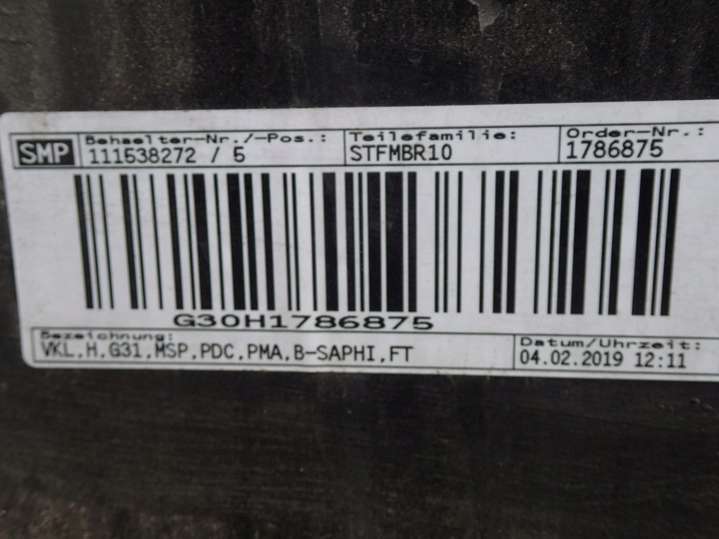 SMP Behaelter-Nr./-Pos.: Teilefamilie: Order-Nr.:
111538272 / 5 STFMBR10 1786875
G30H1786875
Bezeichnung: Datum/Uhrzeit:
VKL,H,G31,MSP,PDC,PMA,B-SAPHI,FT 04.02.2019 12:11